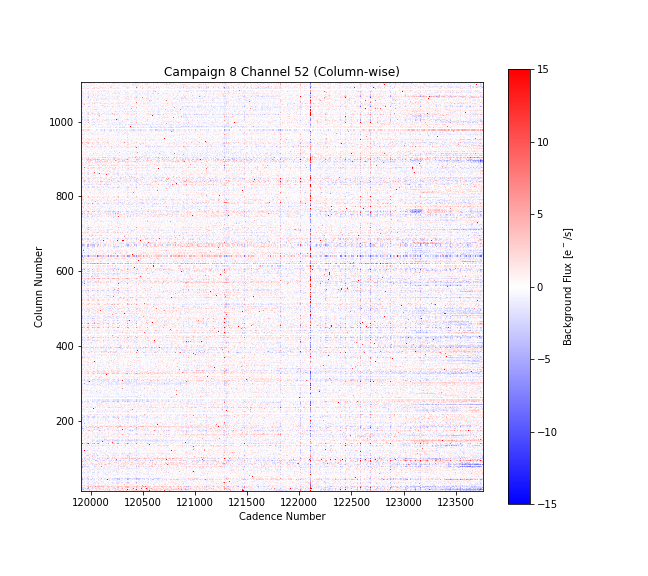 Campaign 8 Channel 52 (Column-wise)
1000
800
600
400
200
Column Number
120000 120500 121000 121500 122000 122500 123000 123500
Cadence Number
15
10
5
0
−5
−10
−15
Background Flux [e⁻/s]